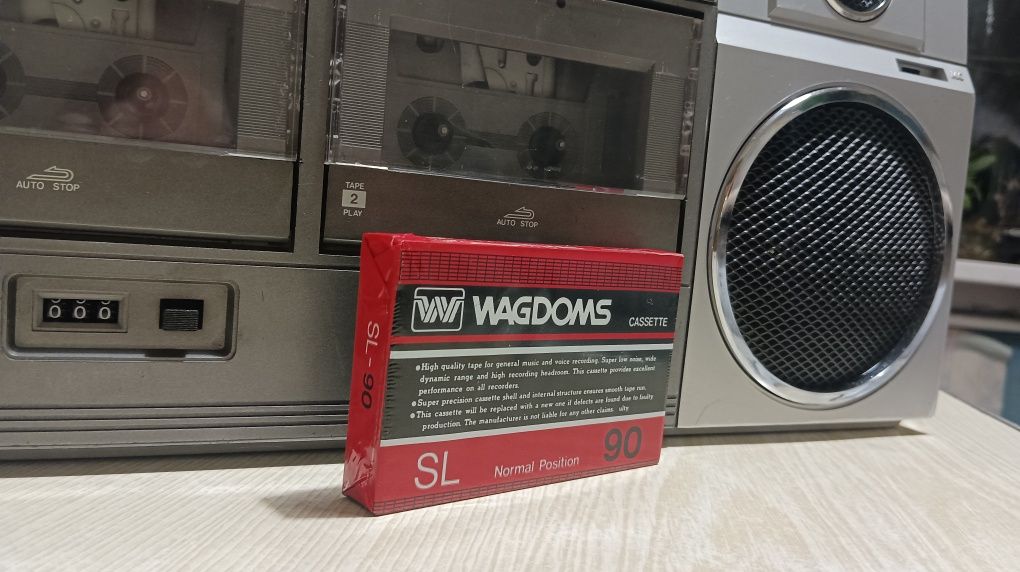 AUTO STOP
TAPE
2
PLAY
AUTO STOP
000
W WAGDOMS
CASSETTE
SL-90
●High quality tape for general music and voice recording. Super low noise, wide
dynamic range and high recording headroom. This cassette provides excellent
performance on all recorders.
●Super precision cassette shell and internal structure ensures smooth tape run.
●This cassette will be replaced with a new one if defects are found due to faulty
production. The manufacturer is not liable for any other claims. ulty
SL Normal Position 90